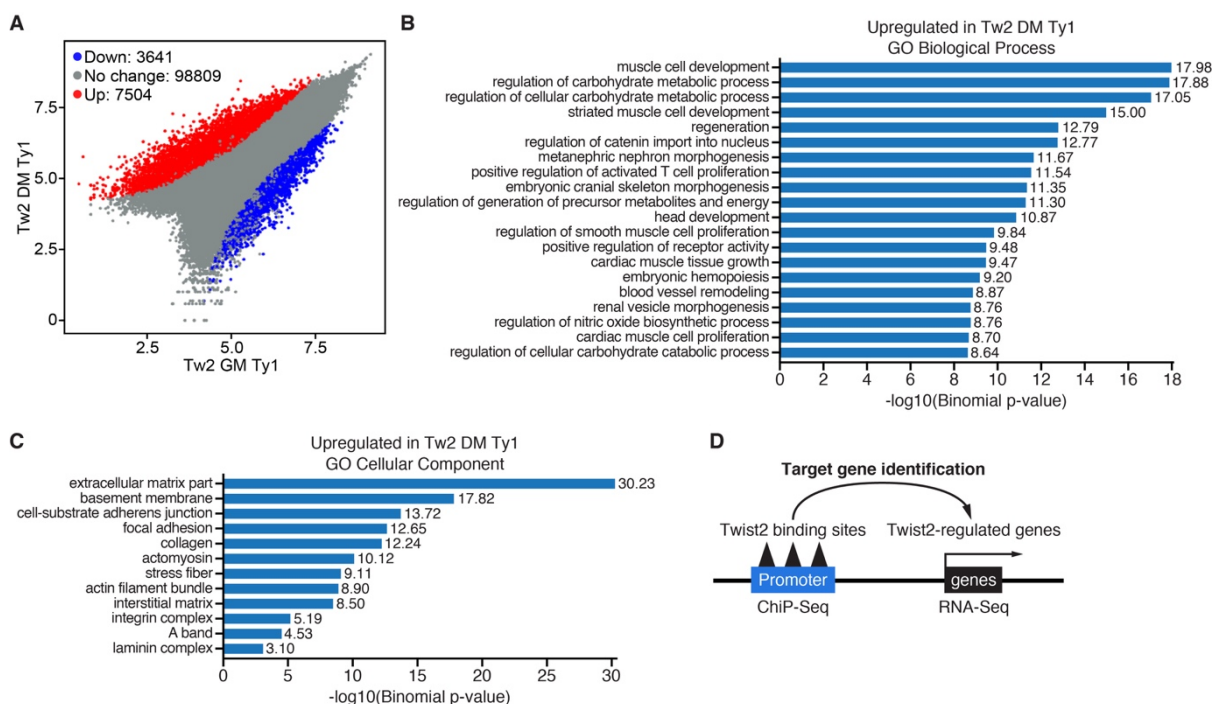 A
Down: 3641
No change: 98809
Up: 7504
7.5
5.0
2.5
0
2.5 5.0 7.5
Tw2 DM Ty1
Tw2 GM Ty1
B
Upregulated in Tw2 DM Ty1
GO Biological Process
muscle cell development 17.98
regulation of carbohydrate metabolic process 17.88
regulation of cellular carbohydrate metabolic process 17.05
striated muscle cell development 15.00
regeneration 12.79
regulation of catenin import into nucleus 12.77
metanephric nephron morphogenesis 11.67
positive regulation of activated T cell proliferation 11.54
embryonic cranial skeleton morphogenesis 11.35
regulation of generation of precursor metabolites and energy 11.30
head development 10.87
regulation of smooth muscle cell proliferation 9.84
positive regulation of receptor activity 9.48
cardiac muscle tissue growth 9.47
embryonic hemopoiesis 9.20
blood vessel remodeling 8.87
renal vesicle morphogenesis 8.76
regulation of nitric oxide biosynthetic process 8.76
cardiac muscle cell proliferation 8.70
regulation of cellular carbohydrate catabolic process 8.64
0 2 4 6 8 10 12 14 16 18
-log10(Binomial p-value)
C
Upregulated in Tw2 DM Ty1
GO Cellular Component
extracellular matrix part 30.23
basement membrane 17.82
cell-substrate adherens junction 13.72
focal adhesion 12.65
collagen 12.24
actomyosin 10.12
stress fiber 9.11
actin filament bundle 8.90
interstitial matrix 8.50
integrin complex 5.19
A band 4.53
laminin complex 3.10
0 5 10 15 20 25 30
-log10(Binomial p-value)
D
Target gene identification
Twist2 binding sites Twist2-regulated genes
Promoter genes
ChiP-Seq RNA-Seq